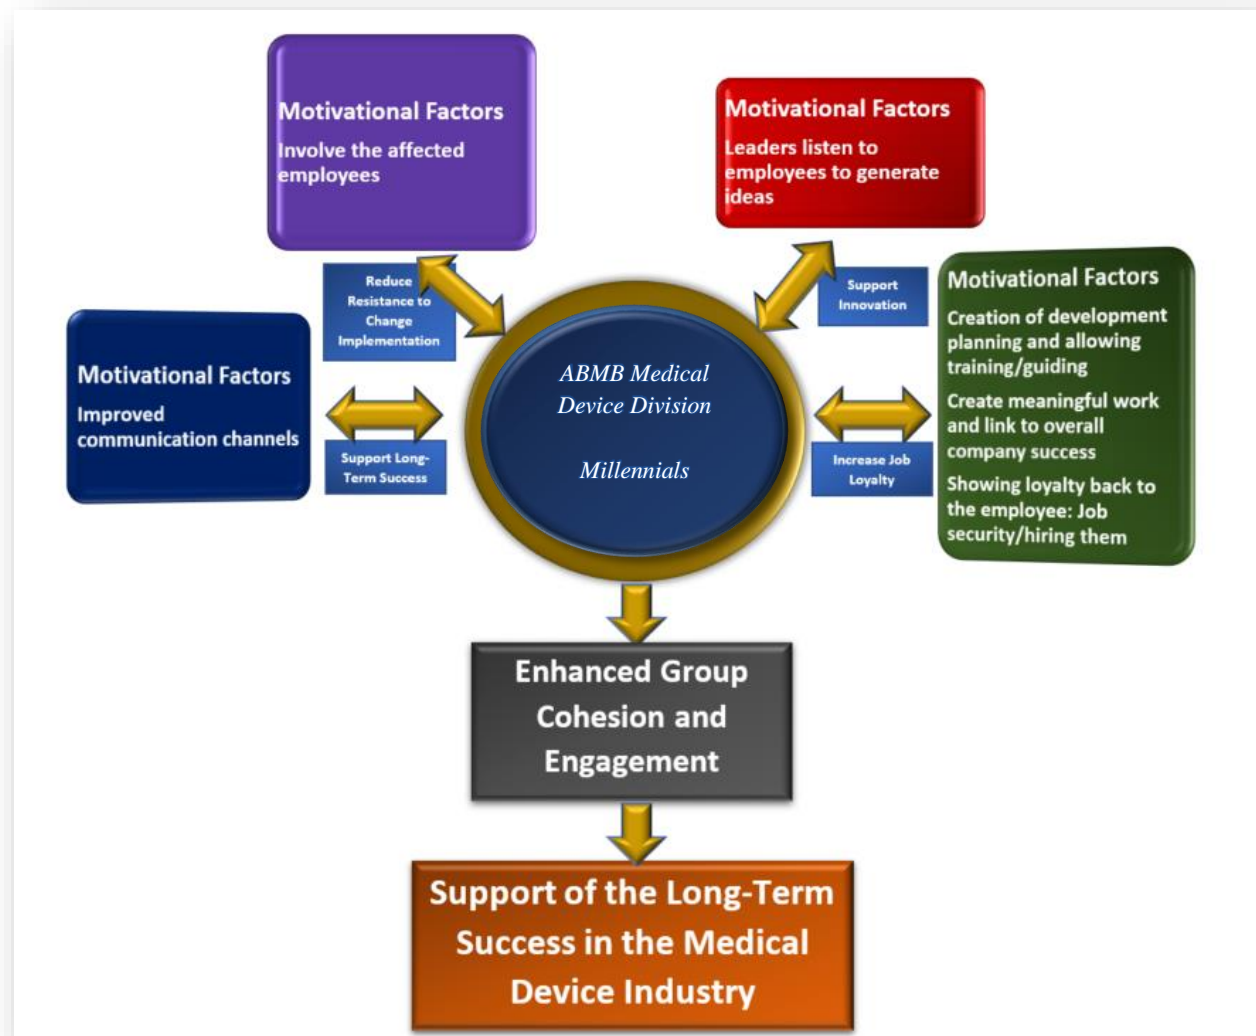 Motivational Factors
Involve the affected
employees
Motivational Factors
Leaders listen to
employees to generate
ideas
Reduce
Resistance to
Change
Implementation
Support
Innovation
Motivational Factors
Improved
communication channels
Support Long-
Term Success
ABMB Medical
Device Division
Millennials
Increase Job
Loyalty
Motivational Factors
Creation of development
planning and allowing
training/guiding
Create meaningful work
and link to overall
company success
Showing loyalty back to
the employee: Job
security/hiring them
Enhanced Group
Cohesion and
Engagement
Support of the Long-Term
Success in the Medical
Device Industry